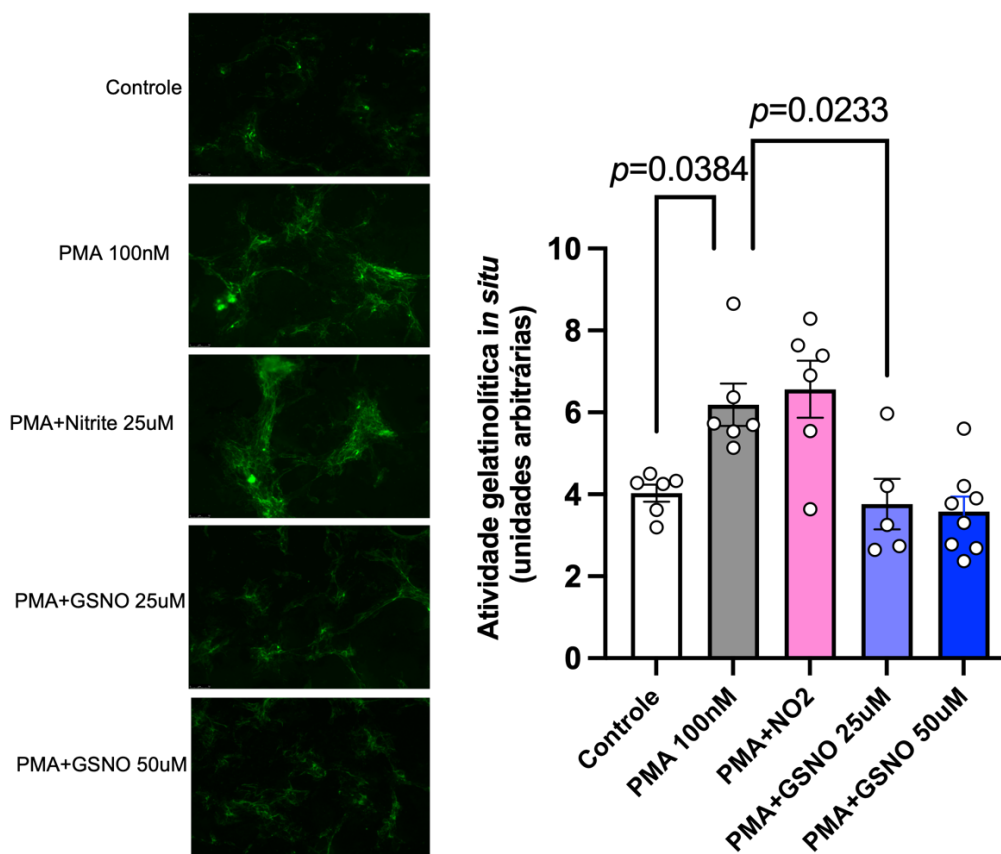 Controle
PMA 100nM
PMA+Nitrite 25uM
PMA+GSNO 25uM
PMA+GSNO 50uM
p=0.0233
p=0.0384
Atividade gelatinolítica in situ
(unidades arbitrárias)
10
8
6
4
2
0
Controle
PMA 100nM
PMA+NO2
PMA+GSNO 25uM
PMA+GSNO 50uM